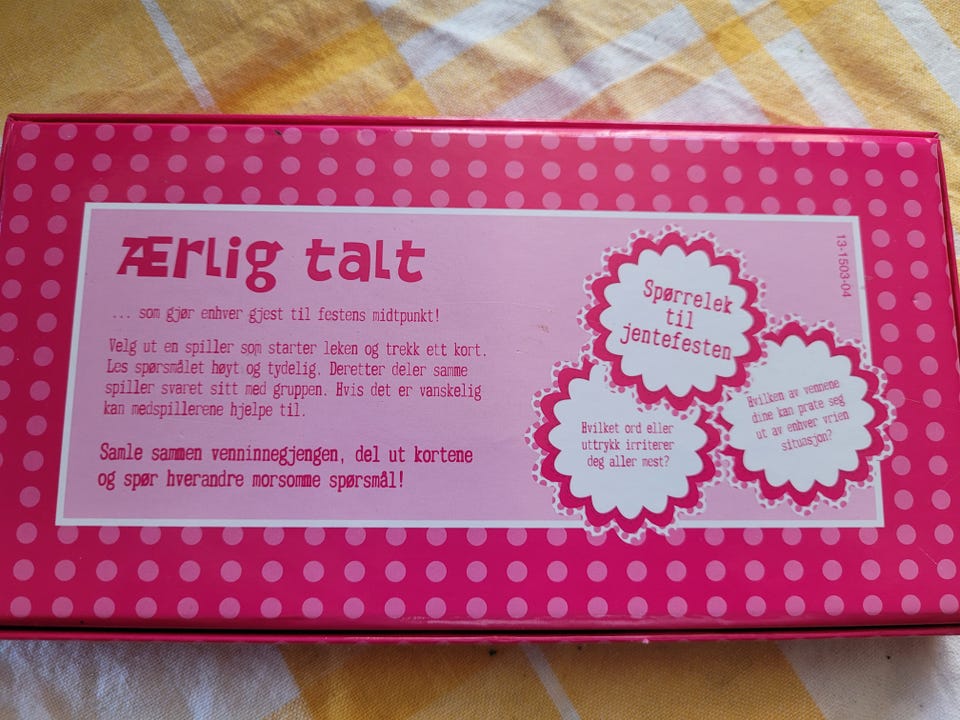 Ærlig talt
... som gjør enhver gjest til festens midtpunkt!
Velg ut en spiller som starter leken og trekk ett kort.
Les spørsmålet høyt og tydelig. Deretter deler samme
spiller svaret sitt med gruppen. Hvis det er vanskelig
kan medspillerene hjelpe til.
Samle sammen venninnegjengen, del ut kortene
og spør hverandre morsomme spørsmål!
Spørrelek
til
jentefesten
Hvilket ord eller
uttrykk irriterer
deg aller mest?
Hvilken av vennene
dine kan prate seg
ut av enhver vrien
situasjon?
13-1503-04